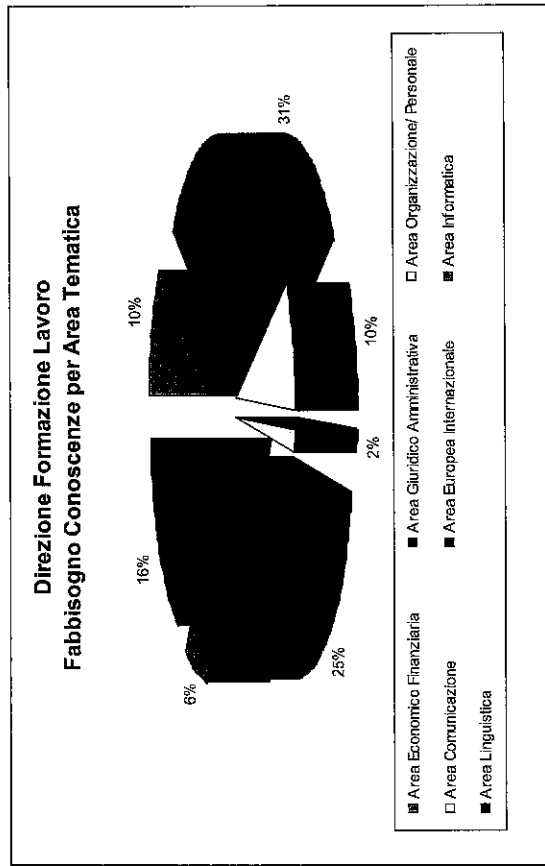 Direzione Formazione Lavoro
Fabbisogno Conoscenze per Area Tematica
10%
31%
16%
6%
25%
2%
10%
Area Economico Finanziaria
Area Giuridico Amministrativa
Area Organizzazione/ Personale
Area Comunicazione
Area Europea Internazionale
Area Informatica
Area Linguistica